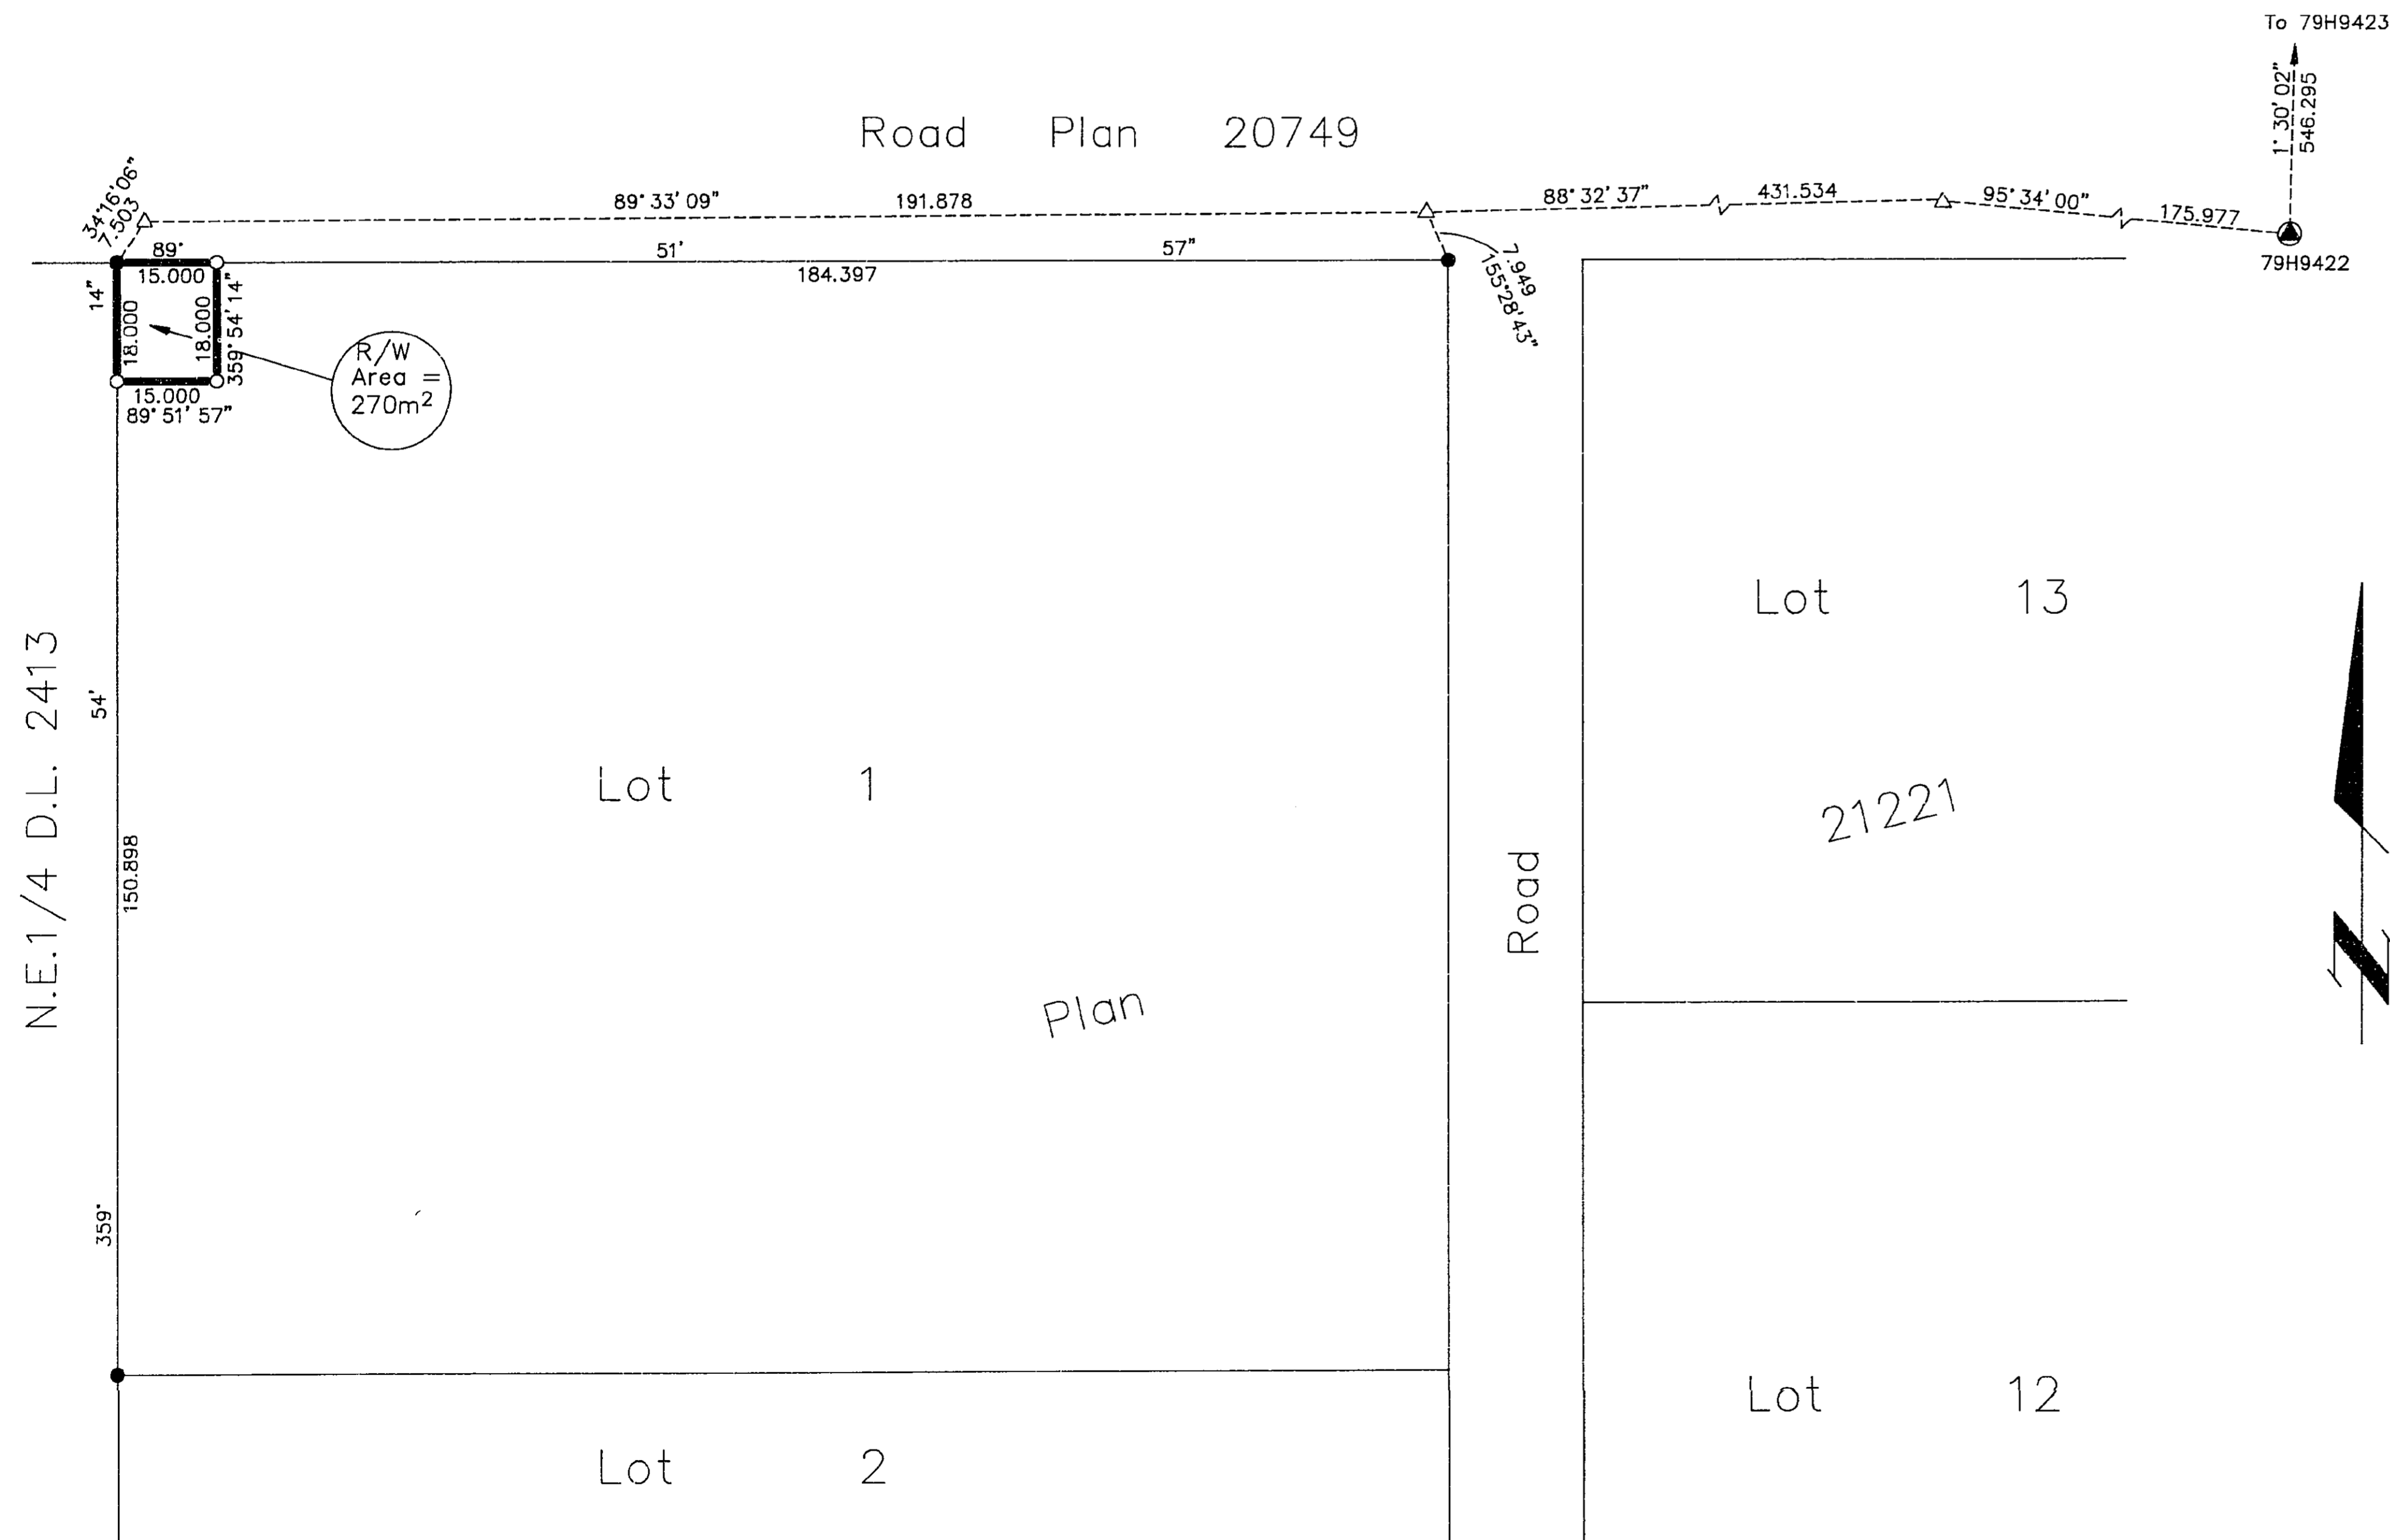 To 79H9423
1° 30' 02"
546.295
Road Plan 20749
34°16'06"
7.503
89° 33' 09" 191.878
88° 32' 37" 431.534
95° 34' 00" 175.977
79H9422
89° 51' 57"
15.000
184.397
7.949
155°28'43"
14"
18.000
18.000
359° 54' 14"
15.000
89° 51' 57"
R/W
Area =
270m²
N.E.1/4 D.L. 2413
54'
150.898
359°
Lot 1
Lot 13
21221
Plan
Road
N
Lot 12
Lot 2